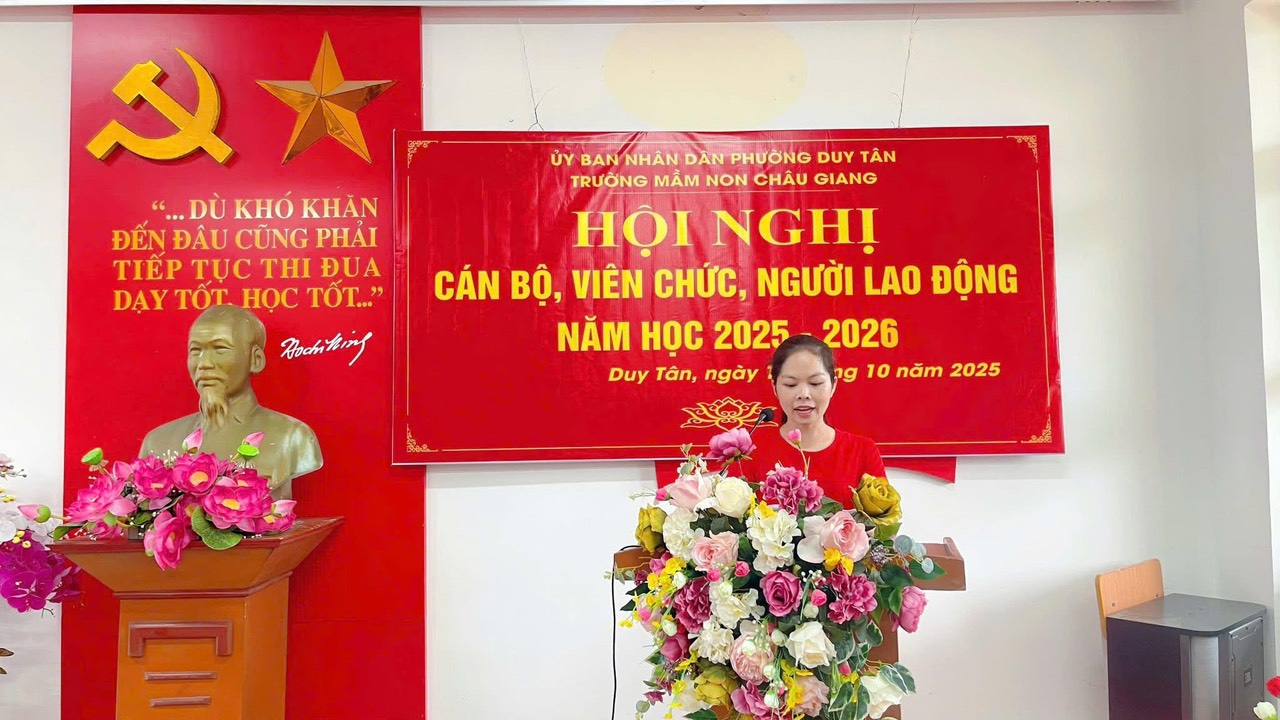 “...DÙ KHÓ KHĂN
ĐẾN ĐÂU CŨNG PHẢI
TIẾP TỤC THI ĐUA
DẠY TỐT, HỌC TỐT...”
Hochiminh
ỦY BAN NHÂN DÂN PHƯỜNG DUY TÂN
TRƯỜNG MẦM NON CHÂU GIANG
HỘI NGHỊ
CÁN BỘ, VIÊN CHỨC, NGƯỜI LAO ĐỘNG
NĂM HỌC 2025 - 2026
Duy Tân, ngày 10 năm 2025